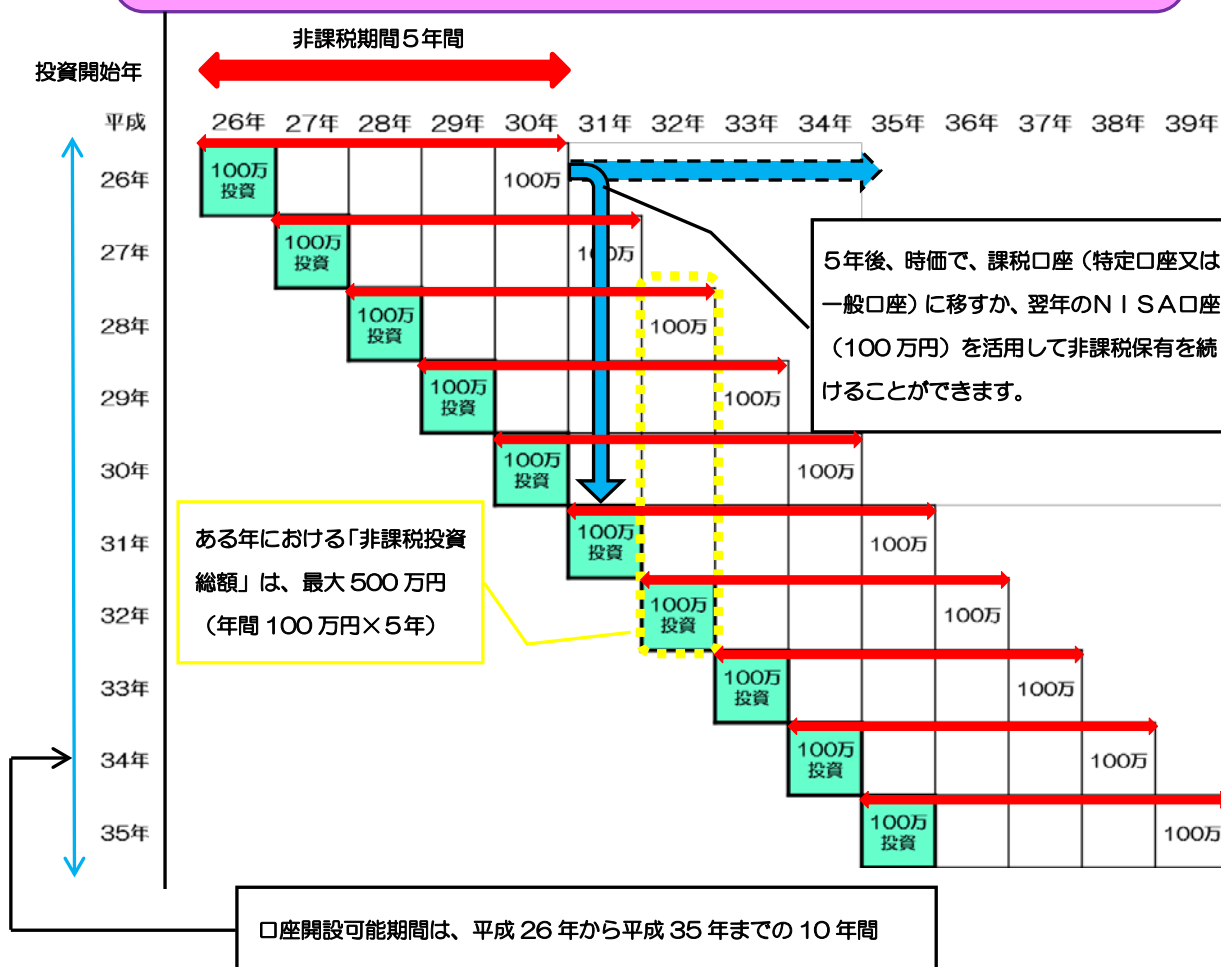 非課税期間5年間
投資開始年
平成 26年 27年 28年 29年 30年 31年 32年 33年 34年 35年 36年 37年 38年 39年
26年 100万 投資 100万
27年 100万 投資 100万
28年 100万 投資 100万
29年 100万 投資 100万
30年 100万 投資 100万
31年 100万 投資 100万
32年 100万 投資 100万
33年 100万 投資 100万
34年 100万 投資 100万
35年 100万 投資 100万
5年後、時価で、課税口座（特定口座又は
一般口座）に移すか、翌年のNISA口座
（100万円）を活用して非課税保有を続
けることができます。
ある年における「非課税投資
総額」は、最大500万円
（年間100万円×5年）
口座開設可能期間は、平成26年から平成35年までの10年間